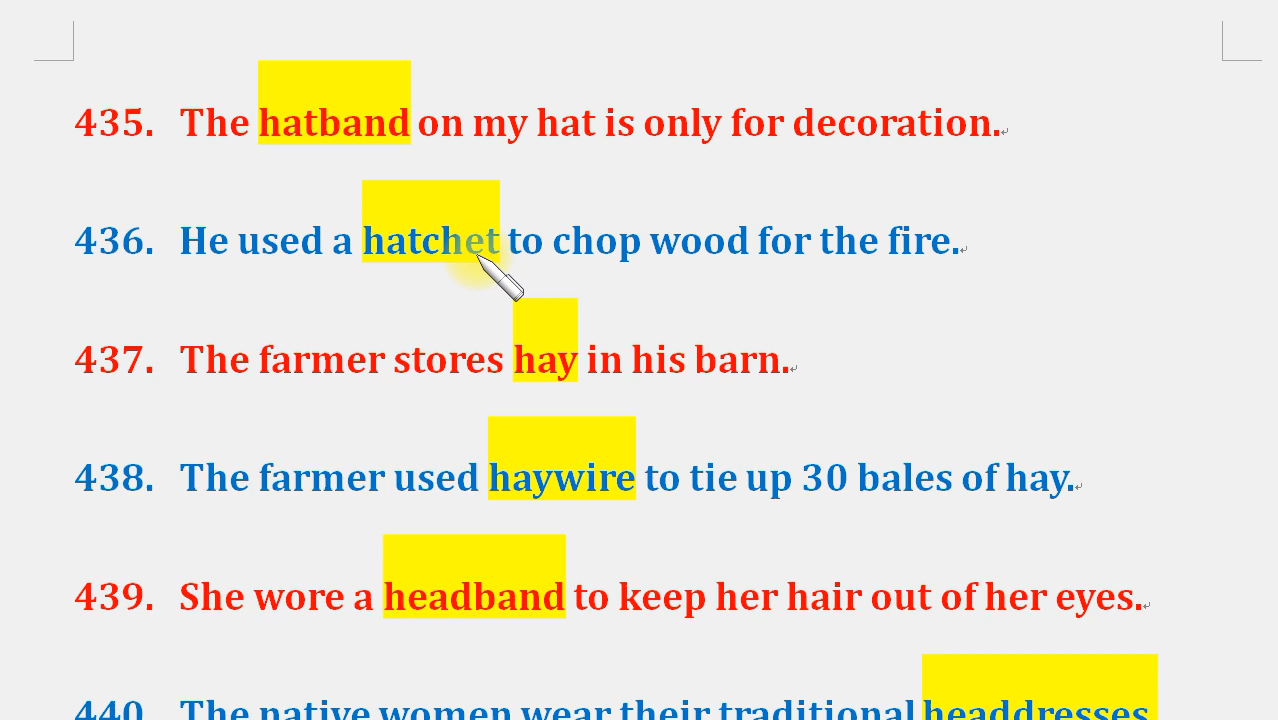 435. The hatband on my hat is only for decoration.
436. He used a hatchet to chop wood for the fire.
437. The farmer stores hay in his barn.
438. The farmer used haywire to tie up 30 bales of hay.
439. She wore a headband to keep her hair out of her eyes.
440. The native women wear their traditional headdresses